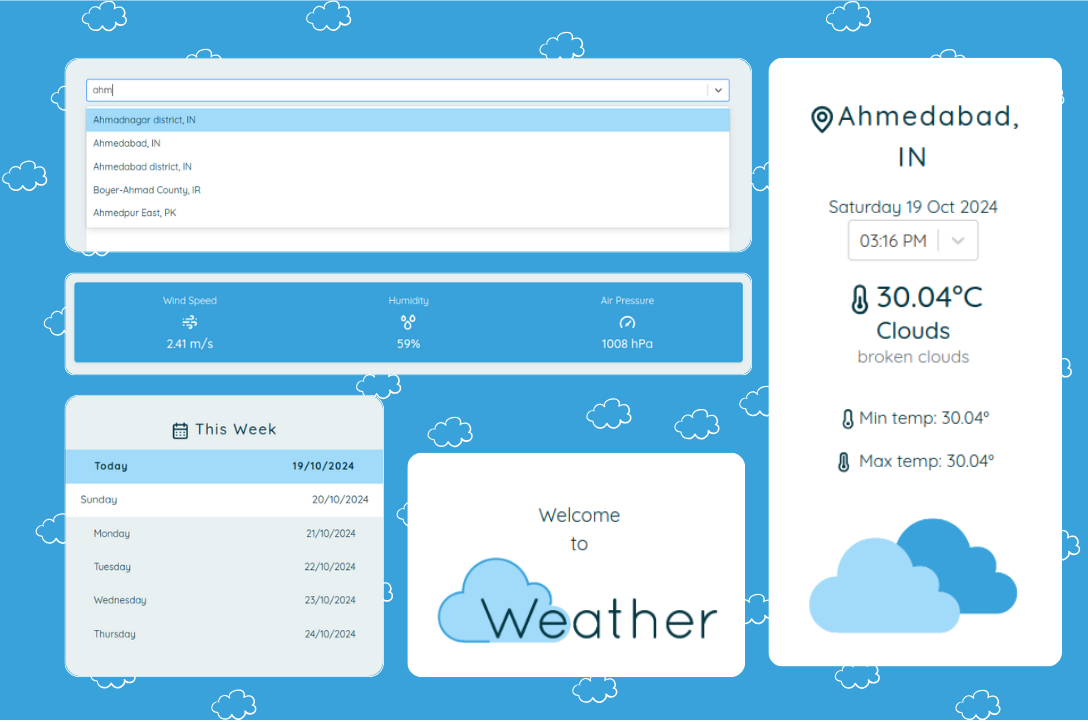 ahm
Ahmadnagar district, IN
Ahmedabad, IN
Ahmedabad district, IN
Boyer-Ahmad County, IR
Ahmedpur East, PK
Wind Speed
2.41 m/s
Humidity
59%
Air Pressure
1008 hPa
This Week
Today 19/10/2024
Sunday 20/10/2024
Monday 21/10/2024
Tuesday 22/10/2024
Wednesday 23/10/2024
Thursday 24/10/2024
Welcome
to
Weather
Ahmedabad,
IN
Saturday 19 Oct 2024
03:16 PM
30.04°C
Clouds
broken clouds
Min temp: 30.04°
Max temp: 30.04°